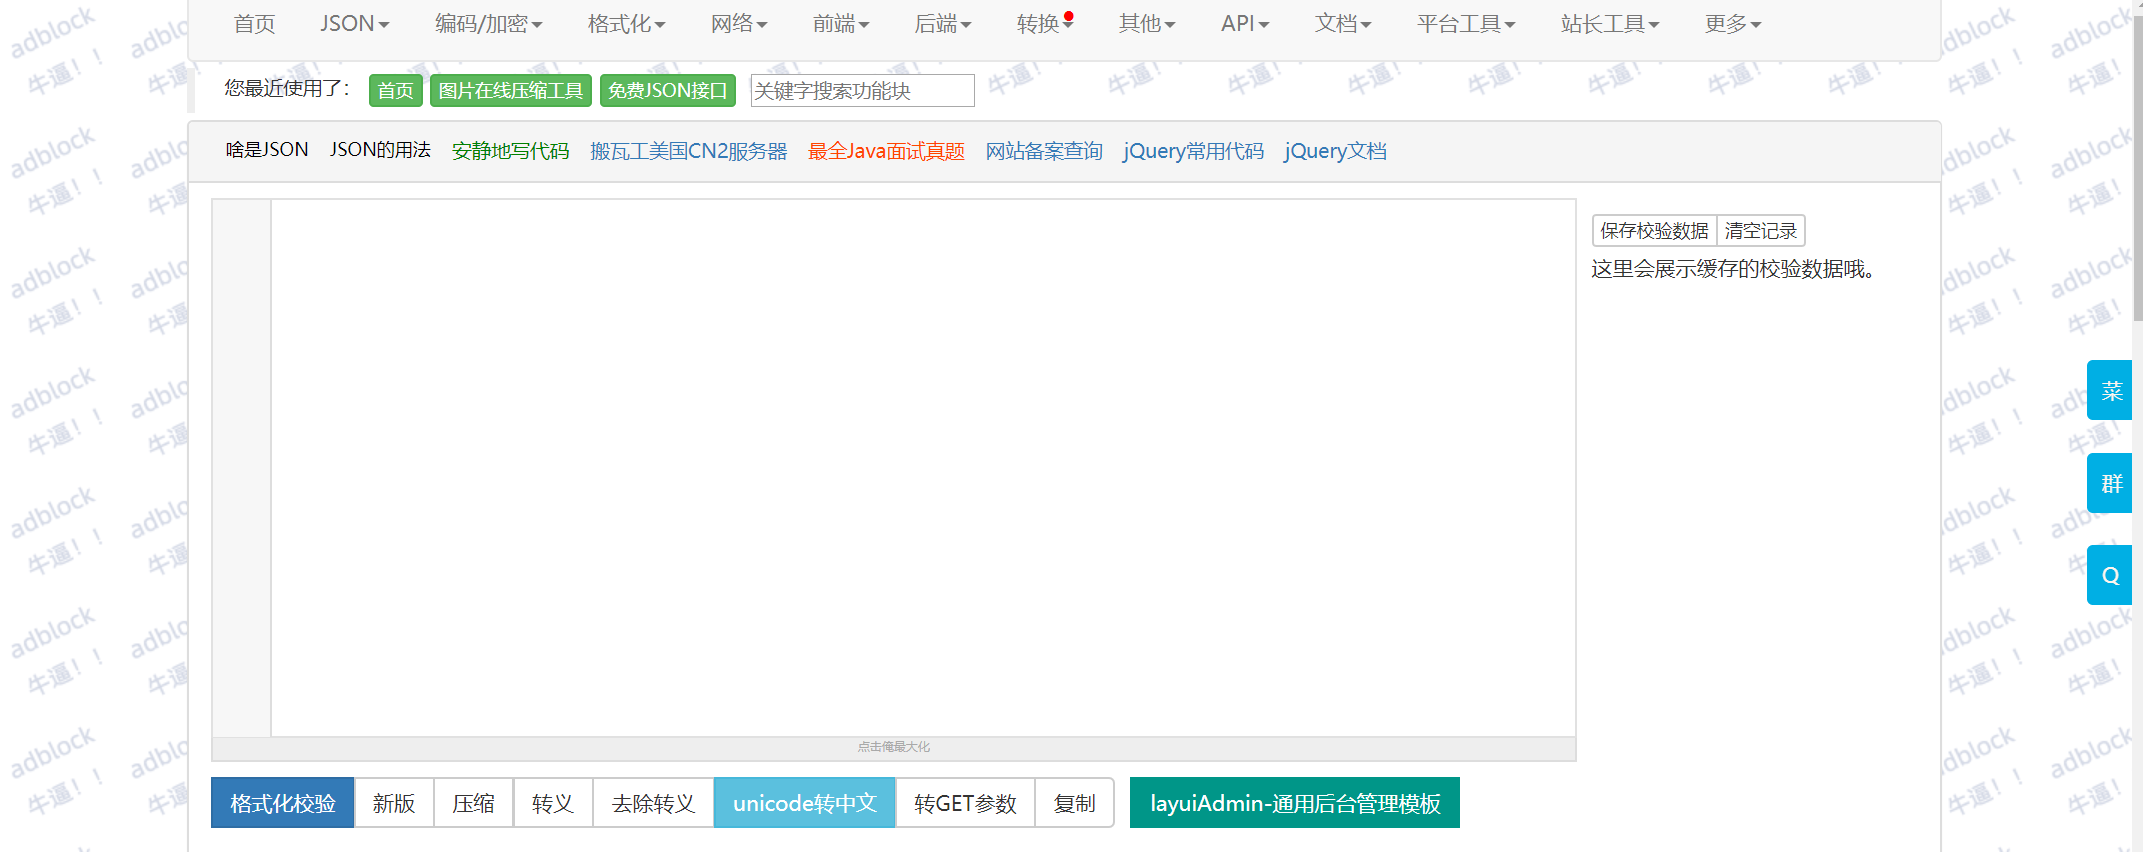 首页 JSON 编码/加密 格式化 网络 前端 后端 转换 其他 API 文档 平台工具 站长工具 更多
您最近使用了： 首页 图片在线压缩工具 免费JSON接口 关键字搜索功能块
啥是JSON JSON的用法 安静地写代码 搬瓦工美国CN2服务器 最全Java面试真题 网站备案查询 jQuery常用代码 jQuery文档
保存校验数据 清空记录
这里会展示缓存的校验数据哦。
菜
群
Q
点击俺最大化
格式化校验 新版 压缩 转义 去除转义 unicode转中文 转GET参数 复制 layuiAdmin-通用后台管理模板
adblock
牛逼！！